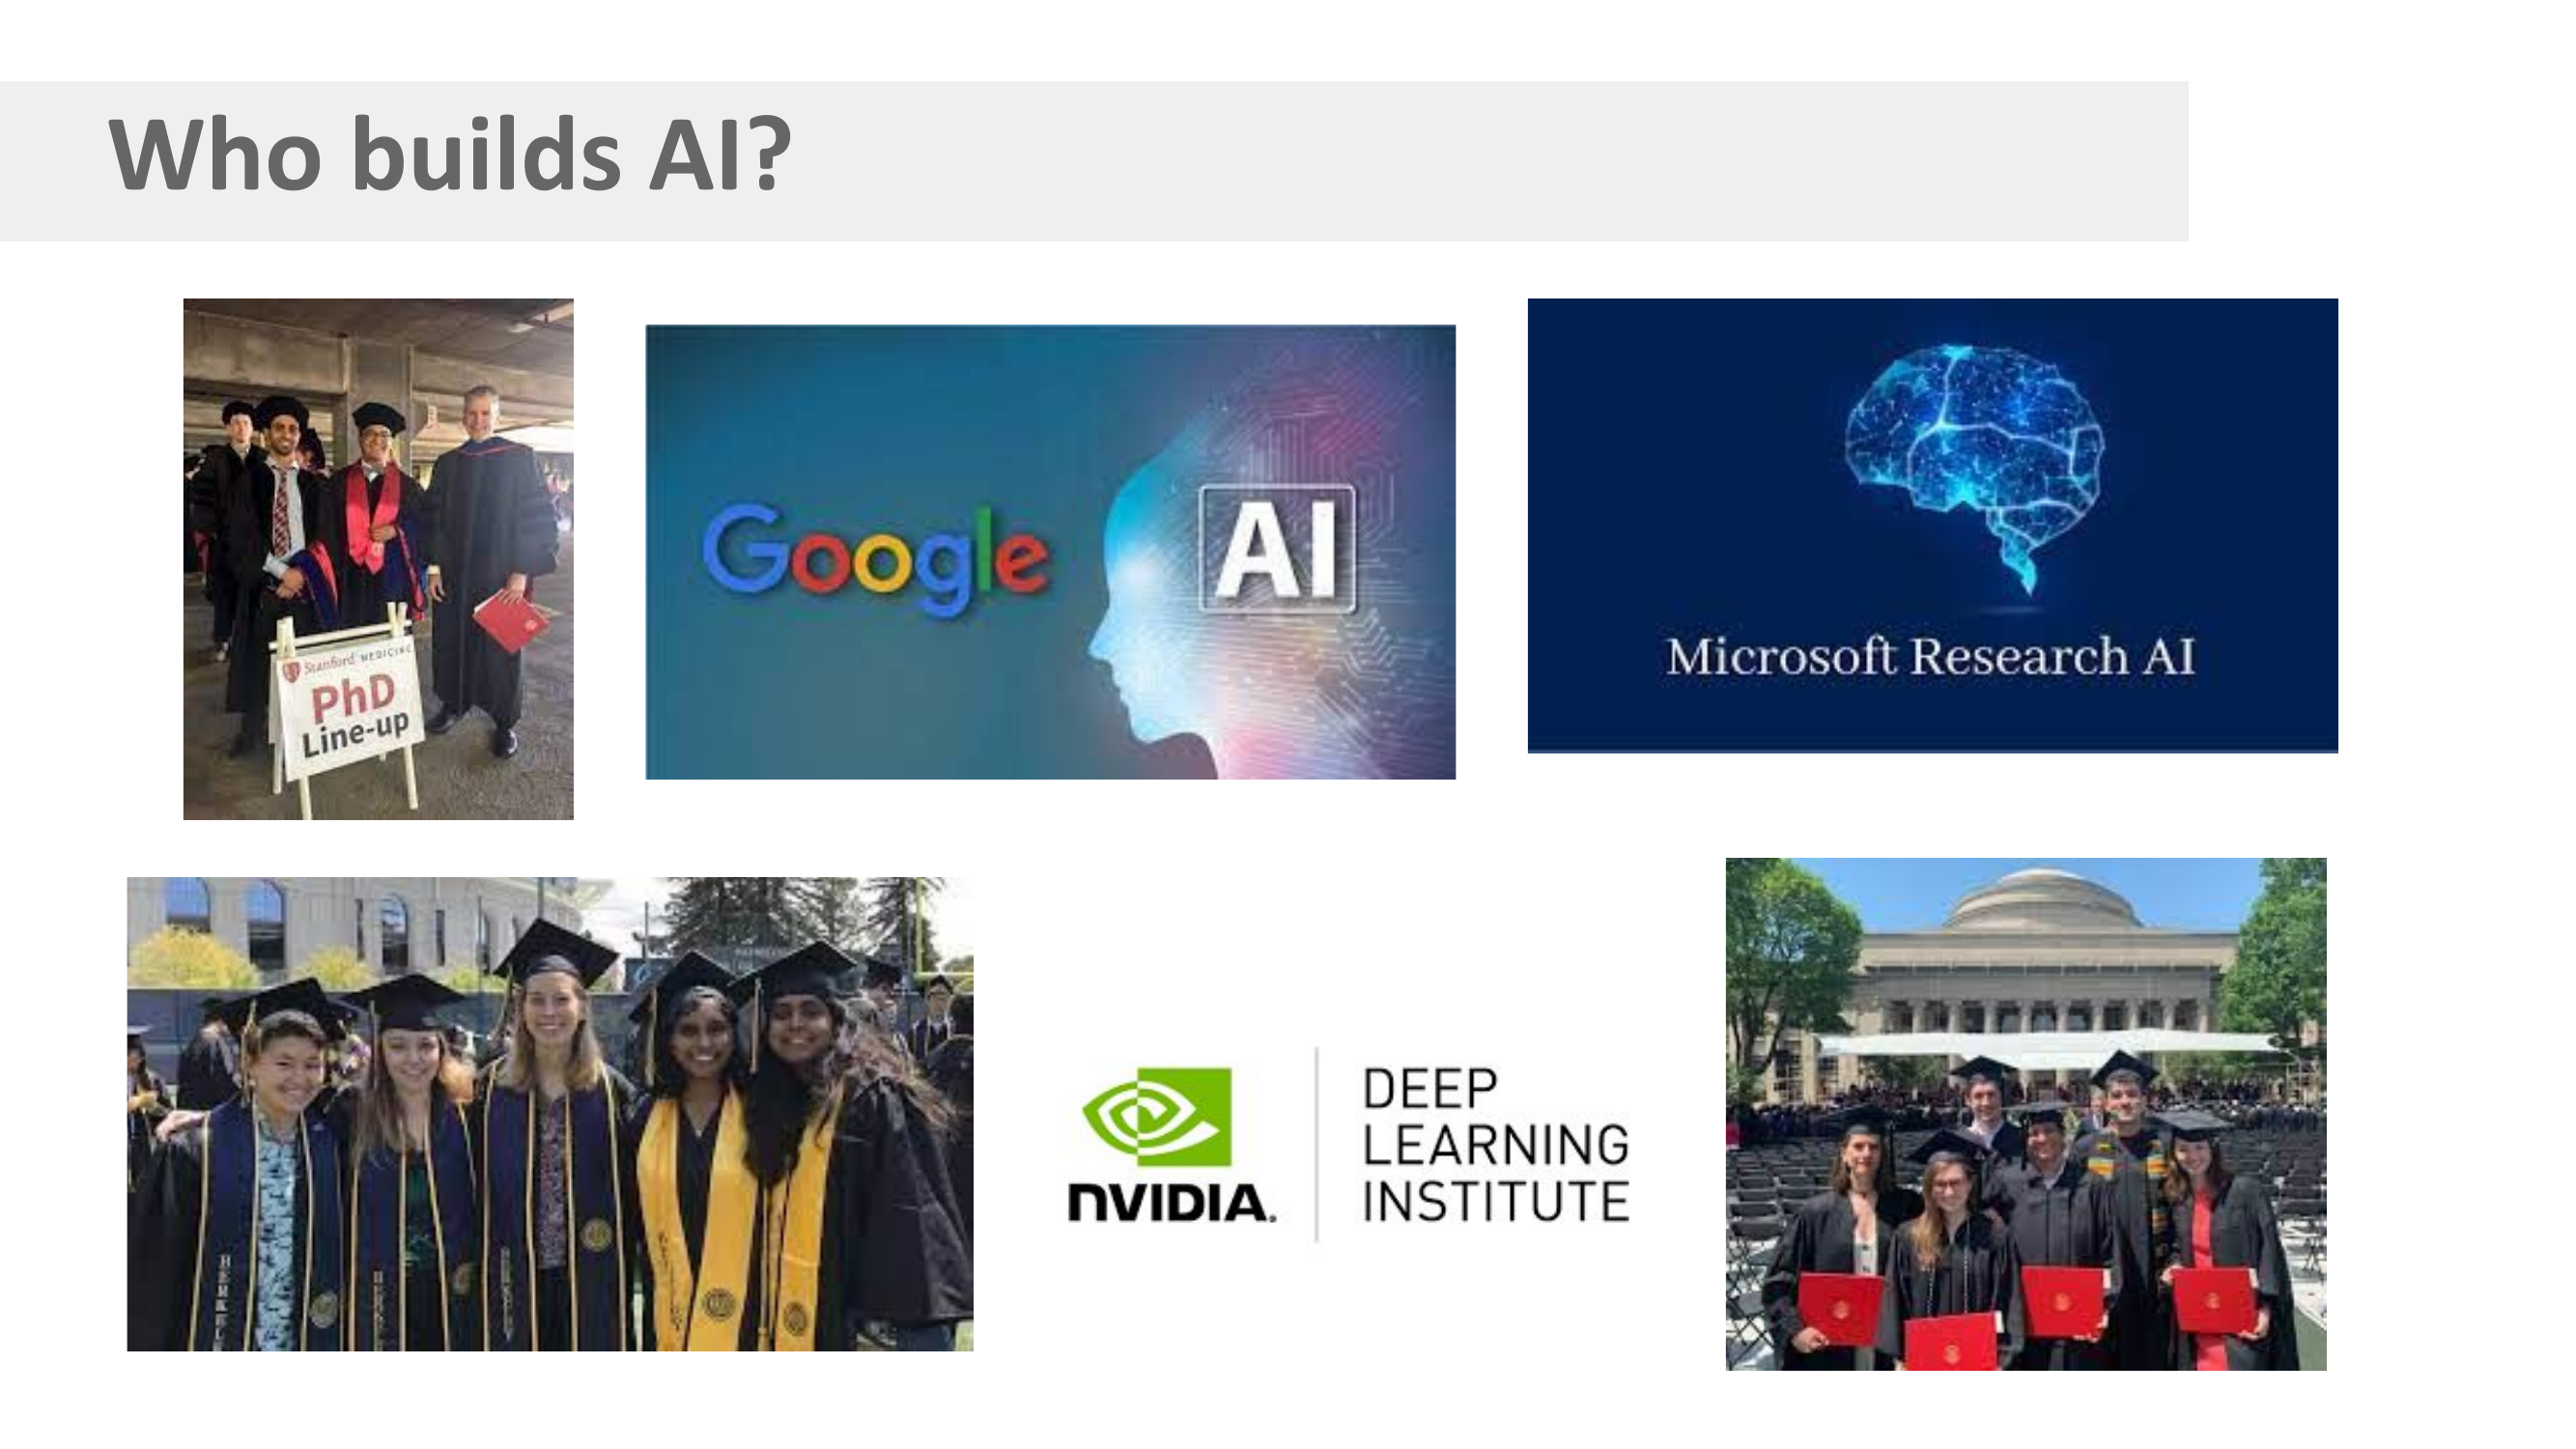 Who builds AI?
Stanford MEDICINE
PhD
Line-up
Google AI
Microsoft Research AI
NVIDIA.
DEEP
LEARNING
INSTITUTE